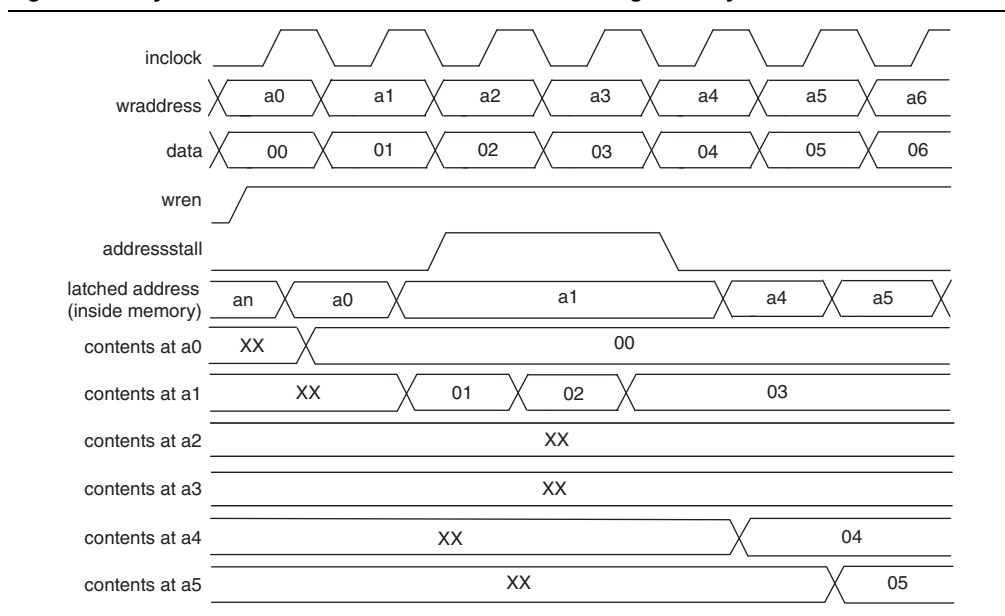 inclock
wraddress a0 a1 a2 a3 a4 a5 a6
data 00 01 02 03 04 05 06
wren
addressstall
latched address
(inside memory) an a0 a1 a4 a5
contents at a0 XX 00
contents at a1 XX 01 02 03
contents at a2 XX
contents at a3 XX
contents at a4 XX 04
contents at a5 XX 05